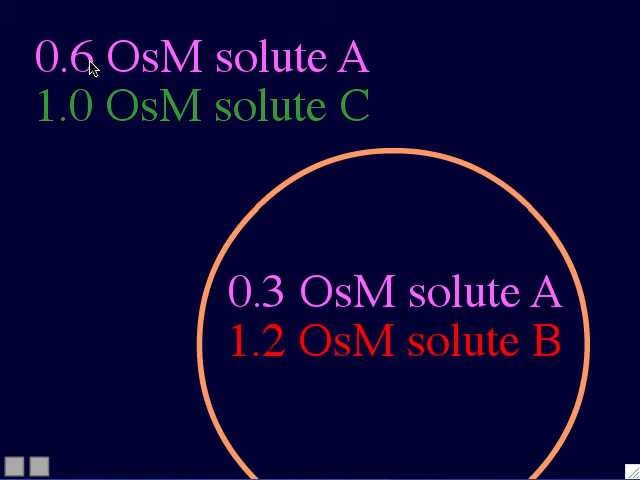 0.6 OsM solute A
1.0 OsM solute C
0.3 OsM solute A
1.2 OsM solute B